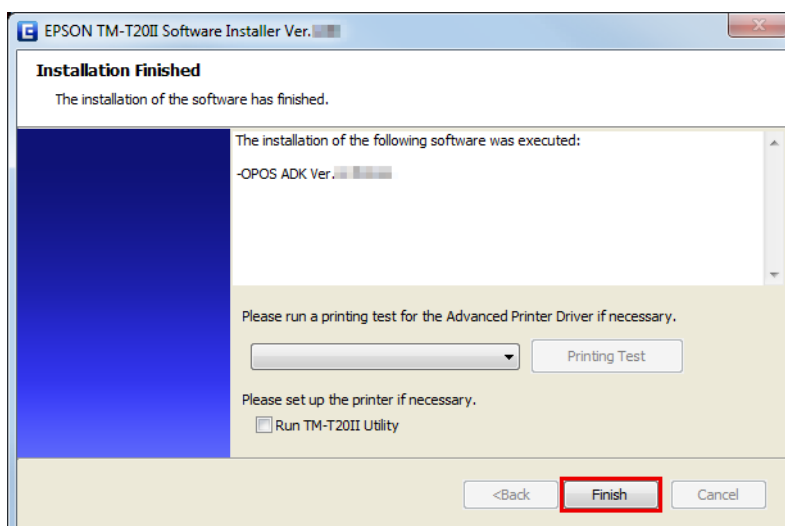 EPSON TM-T20II Software Installer Ver.
Installation Finished
The installation of the software has finished.
The installation of the following software was executed:
-OPOS ADK Ver.
Please run a printing test for the Advanced Printer Driver if necessary.
Printing Test
Please set up the printer if necessary.
Run TM-T20II Utility
<Back
Finish
Cancel